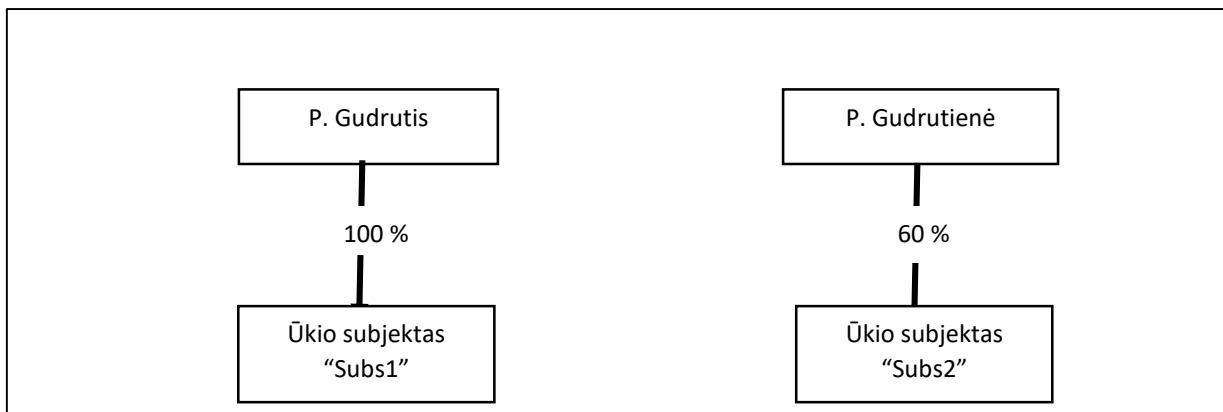 P. Gudrutis
P. Gudrutienė
100 %
60 %
Ūkio subjektas
“Subs1”
Ūkio subjektas
“Subs2”